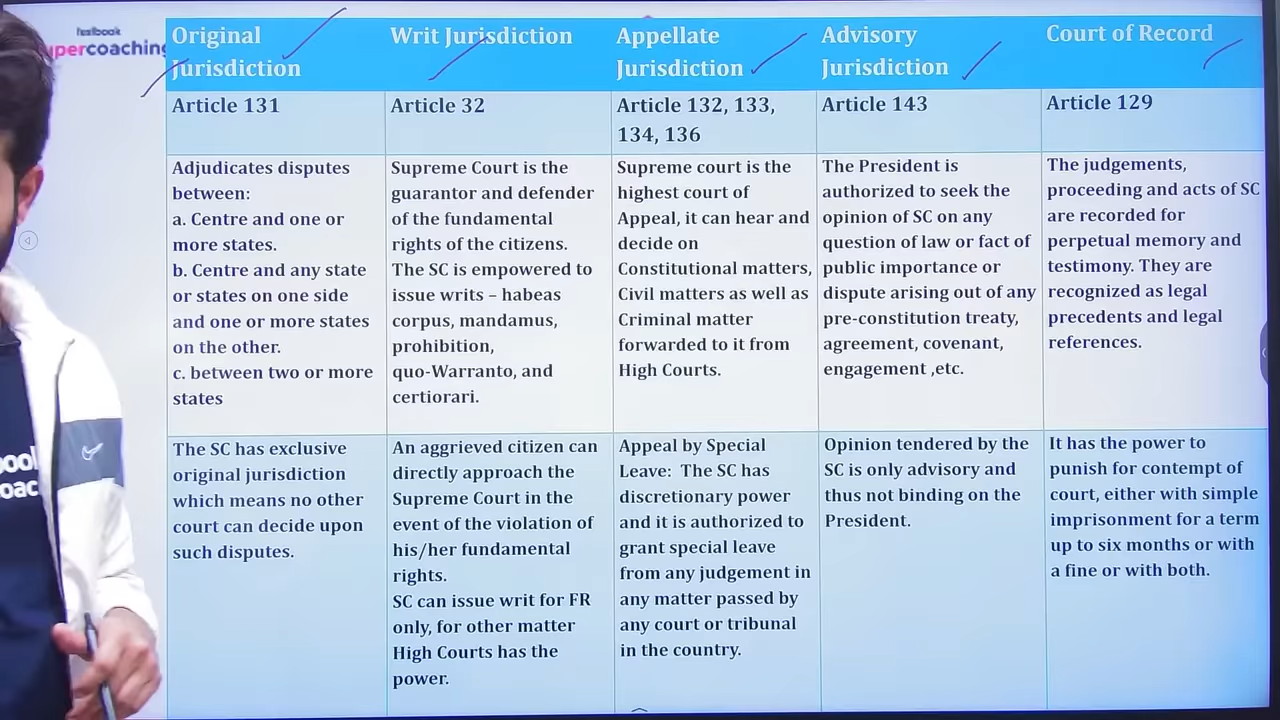 testbook
percoaching
Original
Jurisdiction
Writ Jurisdiction
Appellate
Jurisdiction
Advisory
Jurisdiction
Court of Record
Article 131
Article 32
Article 132, 133,
134, 136
Article 143
Article 129
Adjudicates disputes
between:
a. Centre and one or
more states.
b. Centre and any state
or states on one side
and one or more states
on the other.
c. between two or more
states
Supreme Court is the
guarantor and defender
of the fundamental
rights of the citizens.
The SC is empowered to
issue writs – habeas
corpus, mandamus,
prohibition,
quo-Warranto, and
certiorari.
Supreme court is the
highest court of
Appeal, it can hear and
decide on
Constitutional matters,
Civil matters as well as
Criminal matter
forwarded to it from
High Courts.
The President is
authorized to seek the
opinion of SC on any
question of law or fact of
public importance or
dispute arising out of any
pre-constitution treaty,
agreement, covenant,
engagement ,etc.
The judgements,
proceeding and acts of SC
are recorded for
perpetual memory and
testimony. They are
recognized as legal
precedents and legal
references.
The SC has exclusive
original jurisdiction
which means no other
court can decide upon
such disputes.
An aggrieved citizen can
directly approach the
Supreme Court in the
event of the violation of
his/her fundamental
rights.
SC can issue writ for FR
only, for other matter
High Courts has the
power.
Appeal by Special
Leave: The SC has
discretionary power
and it is authorized to
grant special leave
from any judgement in
any matter passed by
any court or tribunal
in the country.
Opinion tendered by the
SC is only advisory and
thus not binding on the
President.
It has the power to
punish for contempt of
court, either with simple
imprisonment for a term
up to six months or with
a fine or with both.
ool
oac